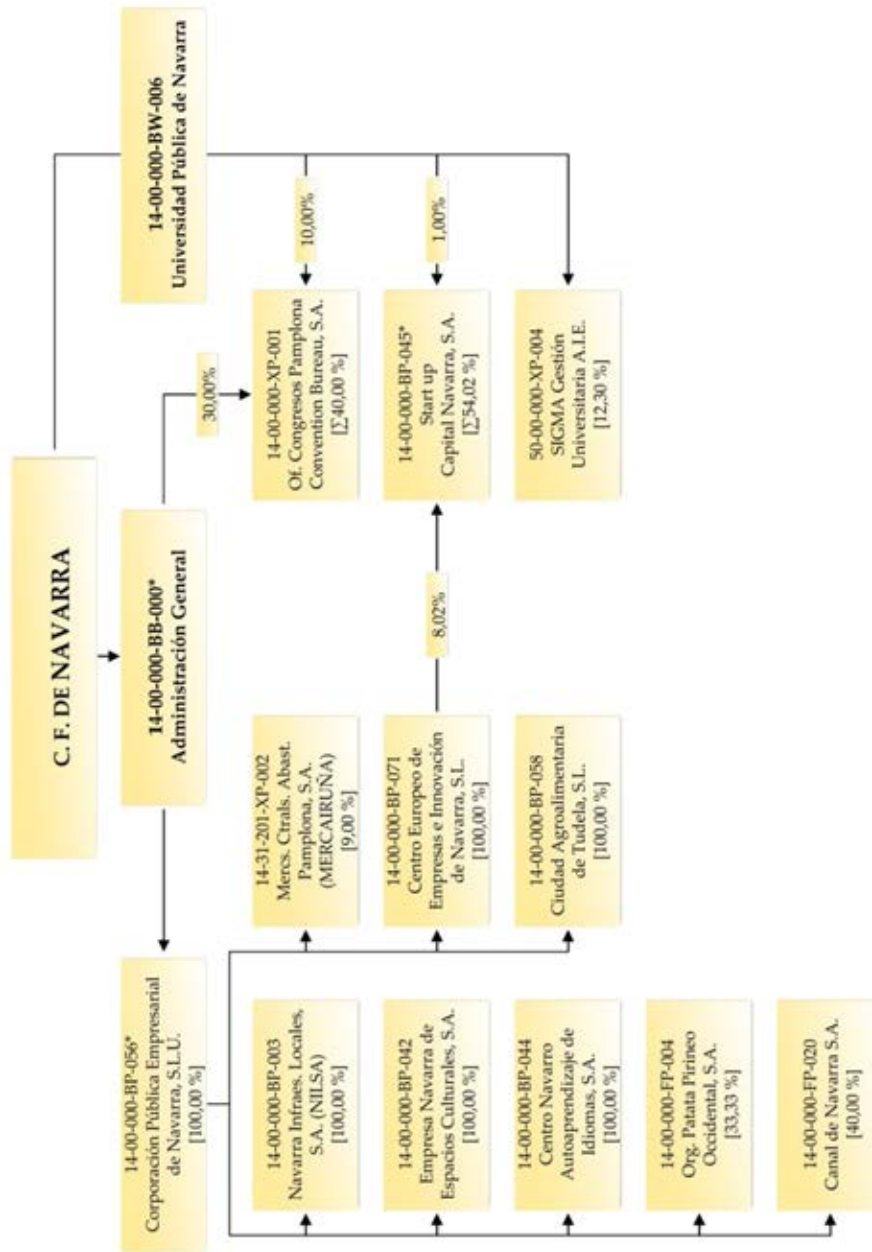 C. F. DE NAVARRA
14-00-000-BB-000*
Administración General
14-00-000-BW-006
Universidad Pública de Navarra
14-00-000-BP-056*
Corporación Pública Empresarial
de Navarra, S.L.U.
[100,00 %]
30,00%
10,00%
1,00%
8,02%
14-00-000-BP-003
Navarra Infraes. Locales,
S.A. (NILSA)
[100,00 %]
14-31-201-XP-002
Mercs. Ctrals. Abast.
Pamplona, S.A.
(MERCAIRUÑA)
[9,00 %]
14-00-000-XP-001
Of. Congresos Pamplona
Convention Bureau, S.A.
[∑40,00 %]
14-00-000-BP-042
Empresa Navarra de
Espacios Culturales, S.A.
[100,00 %]
14-00-000-BP-071
Centro Europeo de
Empresas e Innovación
de Navarra, S.L.
[100,00 %]
14-00-000-BP-045*
Start up
Capital Navarra, S.A.
[∑54,02 %]
14-00-000-BP-044
Centro Navarro
Autoaprendizaje de
Idiomas, S.A.
[100,00 %]
14-00-000-BP-058
Ciudad Agroalimentaria
de Tudela, S.L.
[100,00 %]
50-00-000-XP-004
SIGMA Gestión
Universitaria A.I.E.
[12,30 %]
14-00-000-FP-004
Org. Patata Pirineo
Occidental, S.A.
[33,33 %]
14-00-000-FP-020
Canal de Navarra S.A.
[40,00 %]